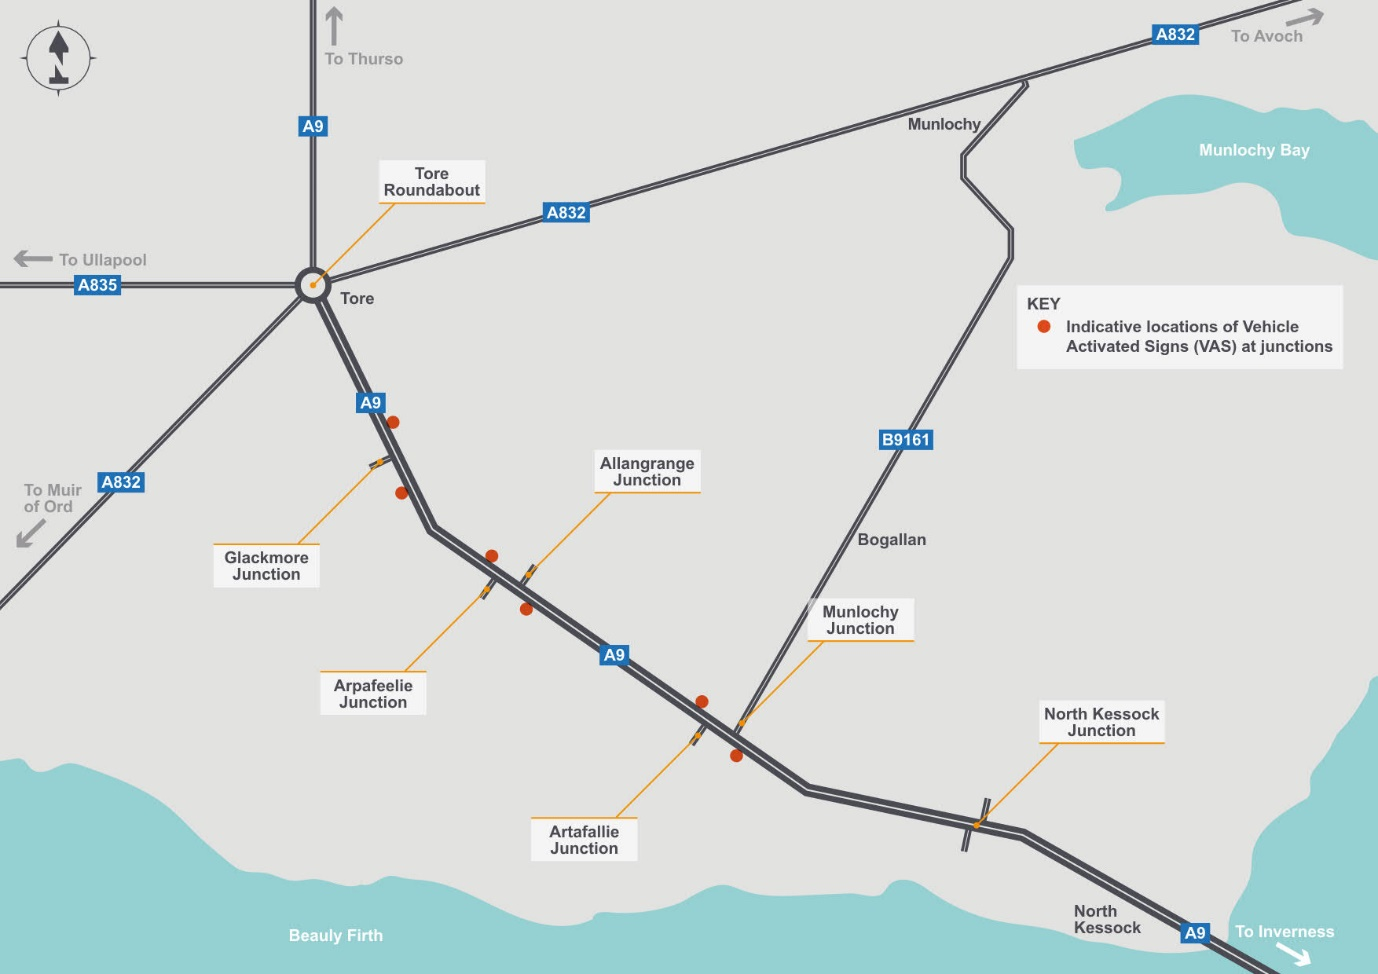 A832
To Avoch
To Thurso
A9
Munlochy
Munlochy Bay
Tore
Roundabout
A832
To Ullapool
A835
Tore
KEY
Indicative locations of Vehicle
Activated Signs (VAS) at junctions
A9
B9161
Allangrange
Junction
To Muir
of Ord
A832
Glackmore
Junction
Bogallan
Munlochy
Junction
A9
Arpafeelie
Junction
North Kessock
Junction
Artafallie
Junction
North
Kessock
Beauly Firth
A9
To Inverness